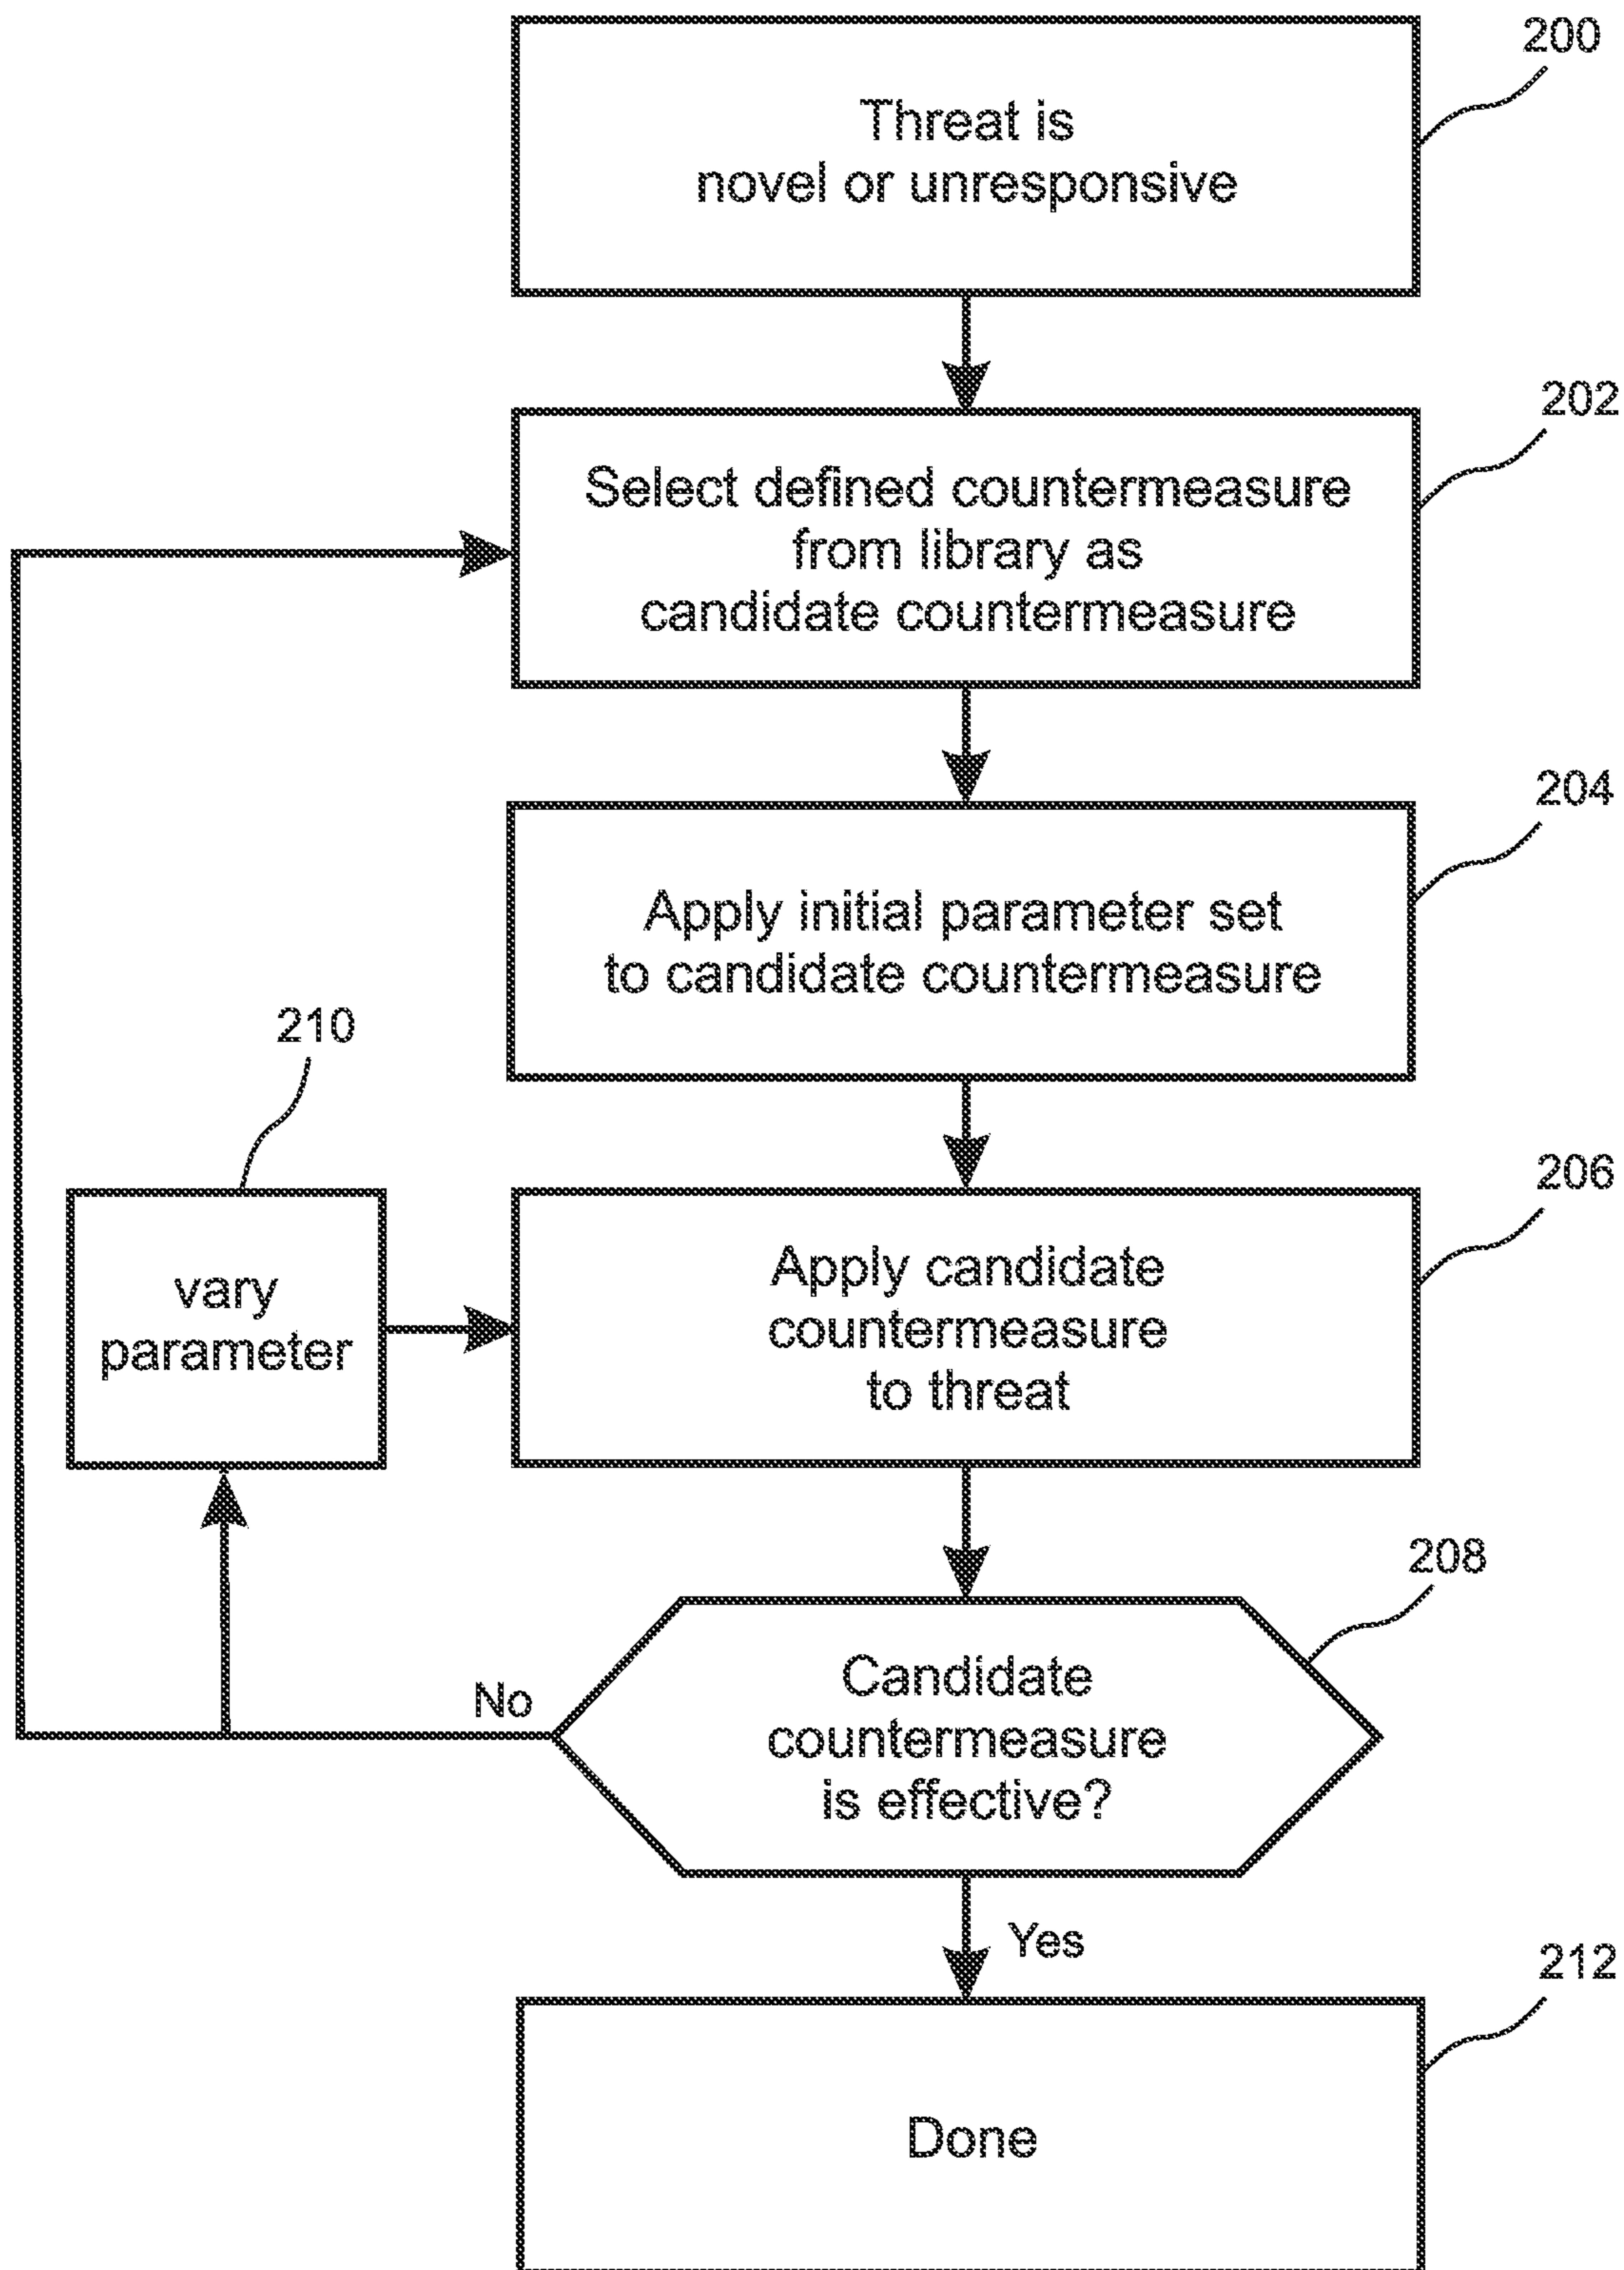 200
Threat is
novel or unresponsive
202
Select defined countermeasure
from library as
candidate countermeasure
204
Apply initial parameter set
to candidate countermeasure
210
vary
parameter
206
Apply candidate
countermeasure
to threat
208
Candidate
countermeasure
is effective?
No
Yes
212
Done